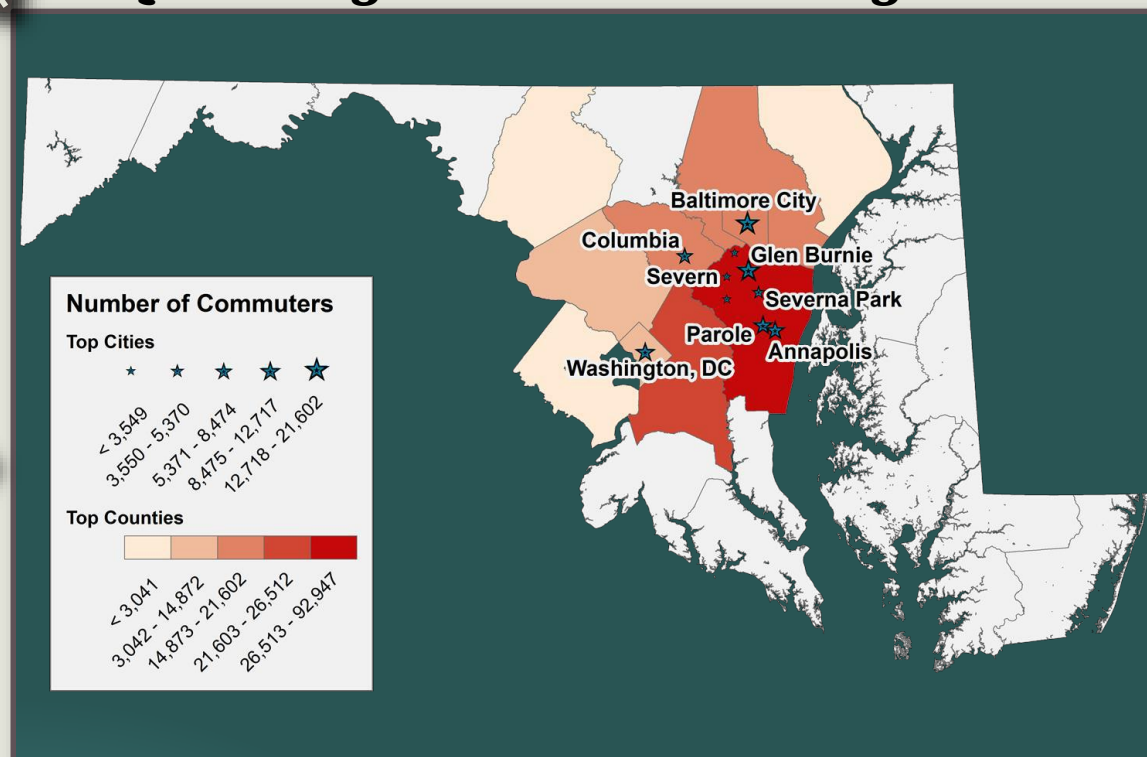 Number of Commuters
Top Cities
< 3,549
3,550 - 5,370
5,371 - 8,474
8,475 - 12,717
12,718 - 21,602
Top Counties
< 3,041
3,042 - 14,872
14,873 - 21,602
21,603 - 26,512
26,513 - 92,947
Baltimore City
Columbia
Glen Burnie
Severn
Severna Park
Parole
Annapolis
Washington, DC